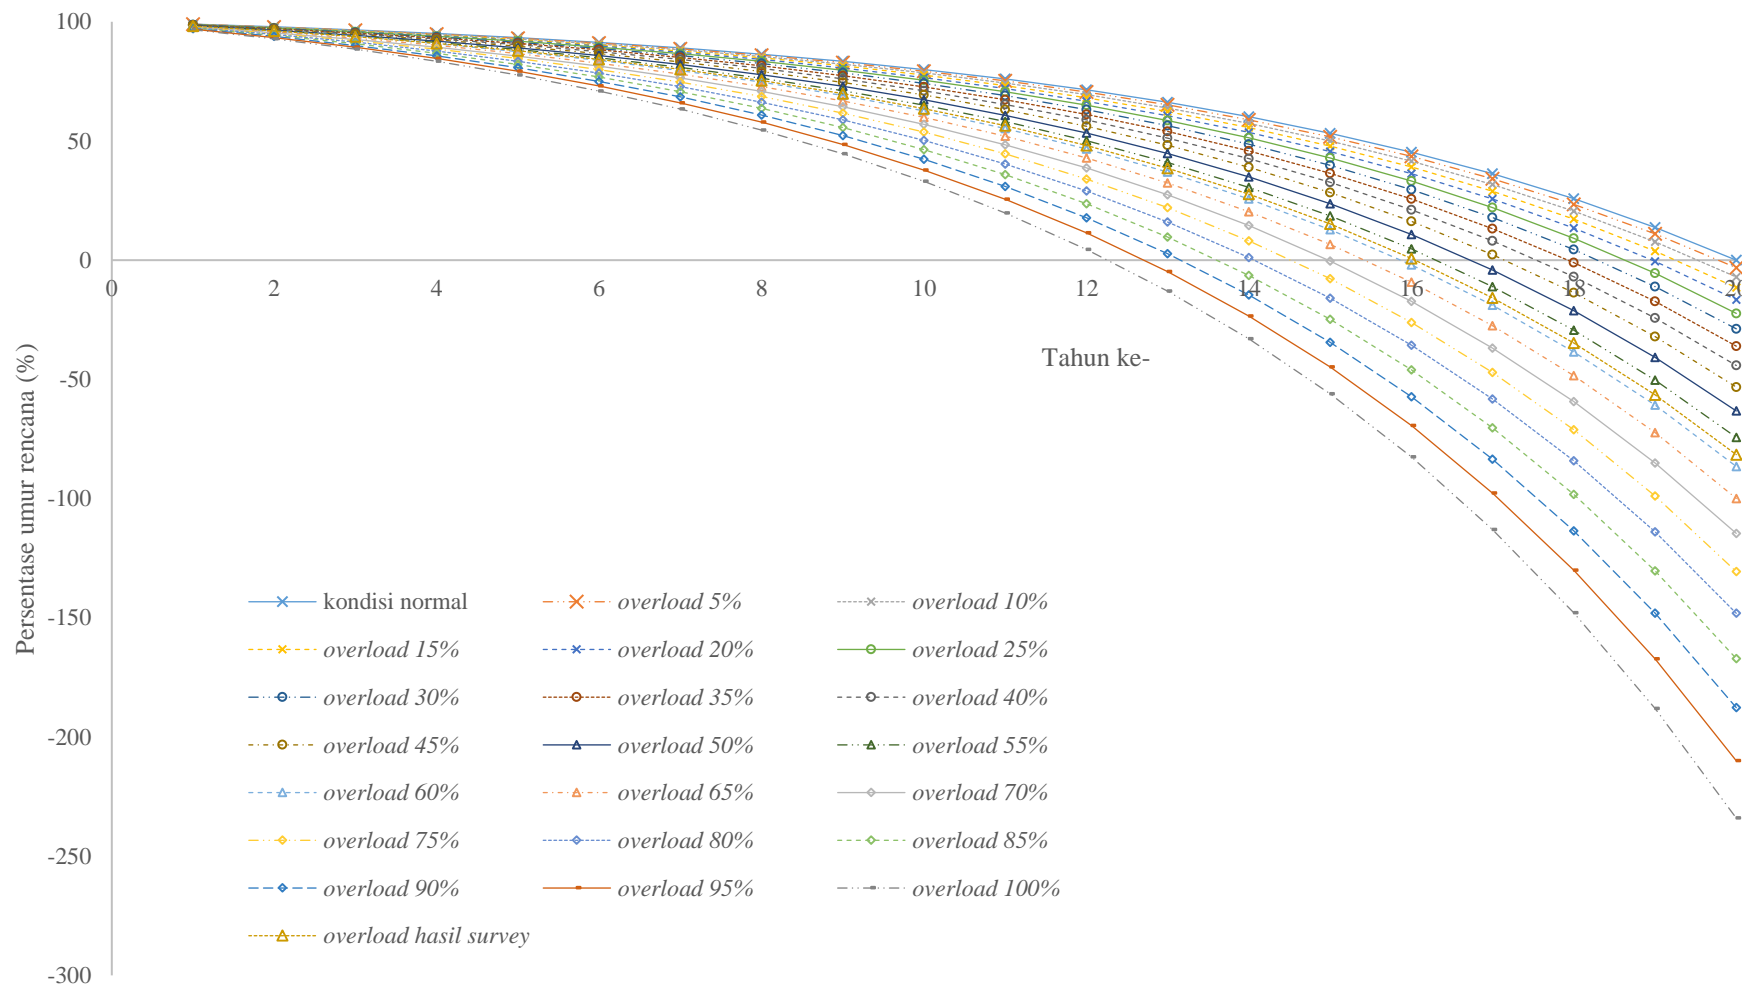 100
50
0
0 2 4 6 8 10 12 14 16 18 20
Tahun ke-
-50
-100
-150
-200
-250
-300
Persentase umur rencana (%)
kondisi normal overload 5% overload 10%
overload 15% overload 20% overload 25%
overload 30% overload 35% overload 40%
overload 45% overload 50% overload 55%
overload 60% overload 65% overload 70%
overload 75% overload 80% overload 85%
overload 90% overload 95% overload 100%
overload hasil survey